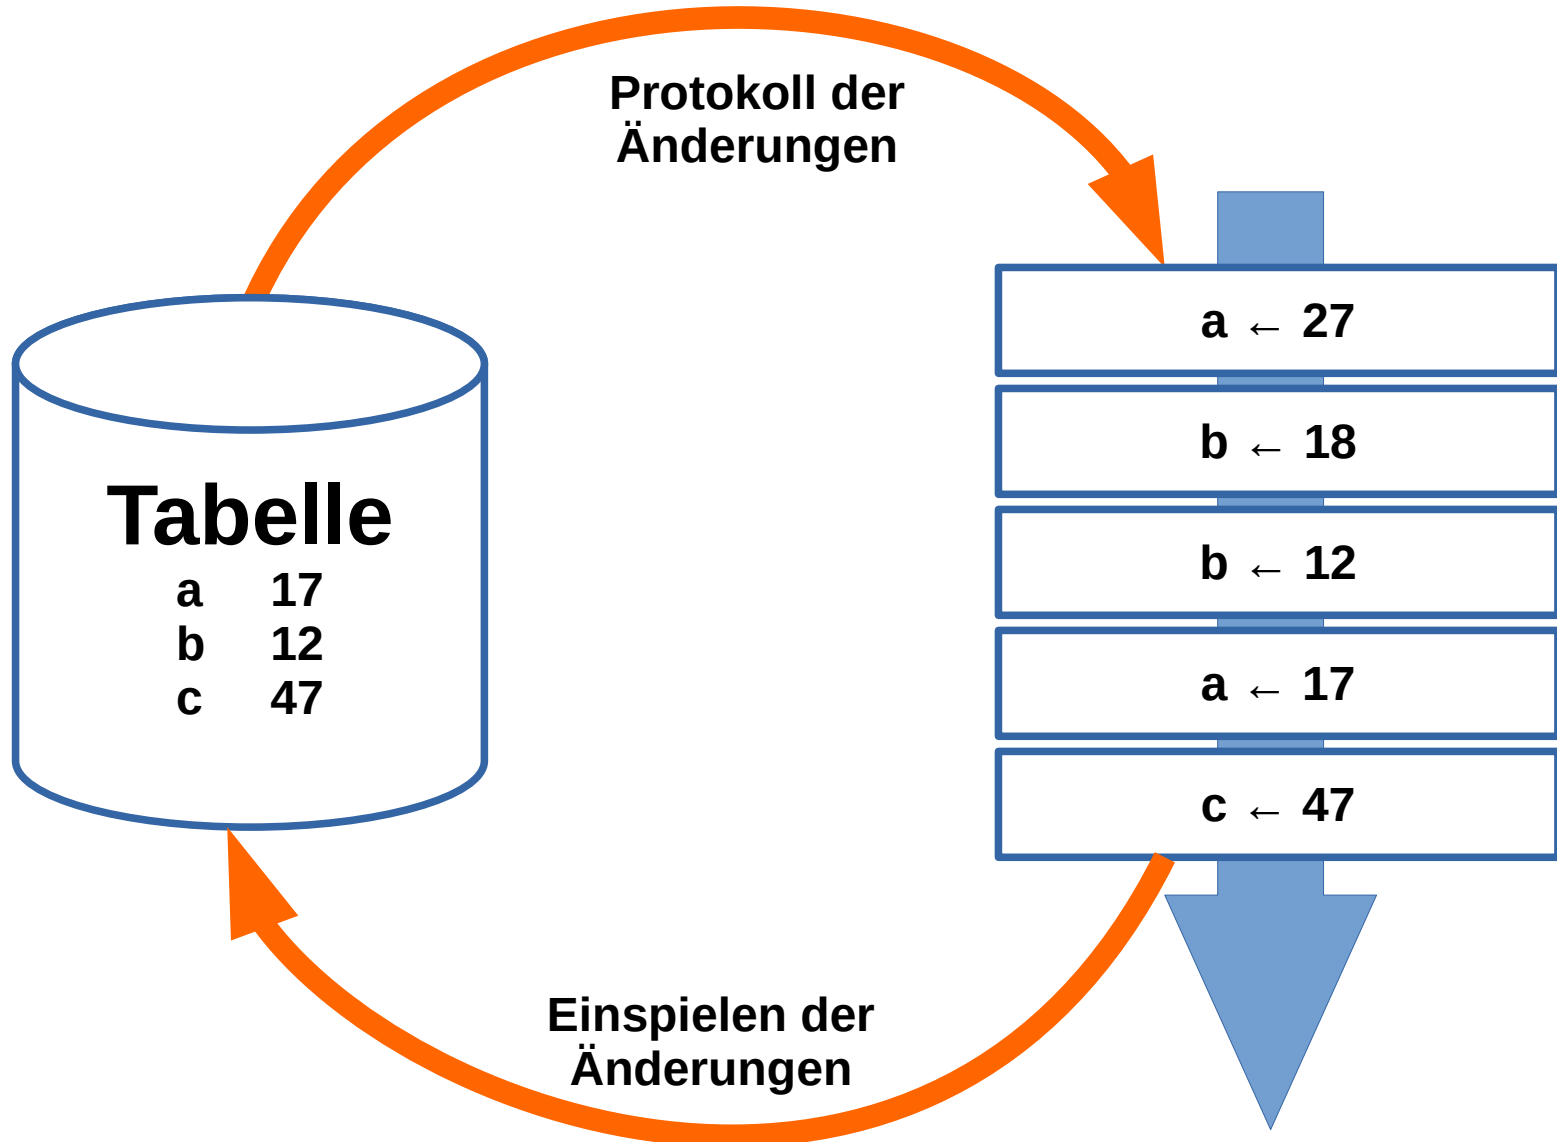 Protokoll der
Änderungen
Tabelle
a 17
b 12
c 47
a ← 27
b ← 18
b ← 12
a ← 17
c ← 47
Einspielen der
Änderungen